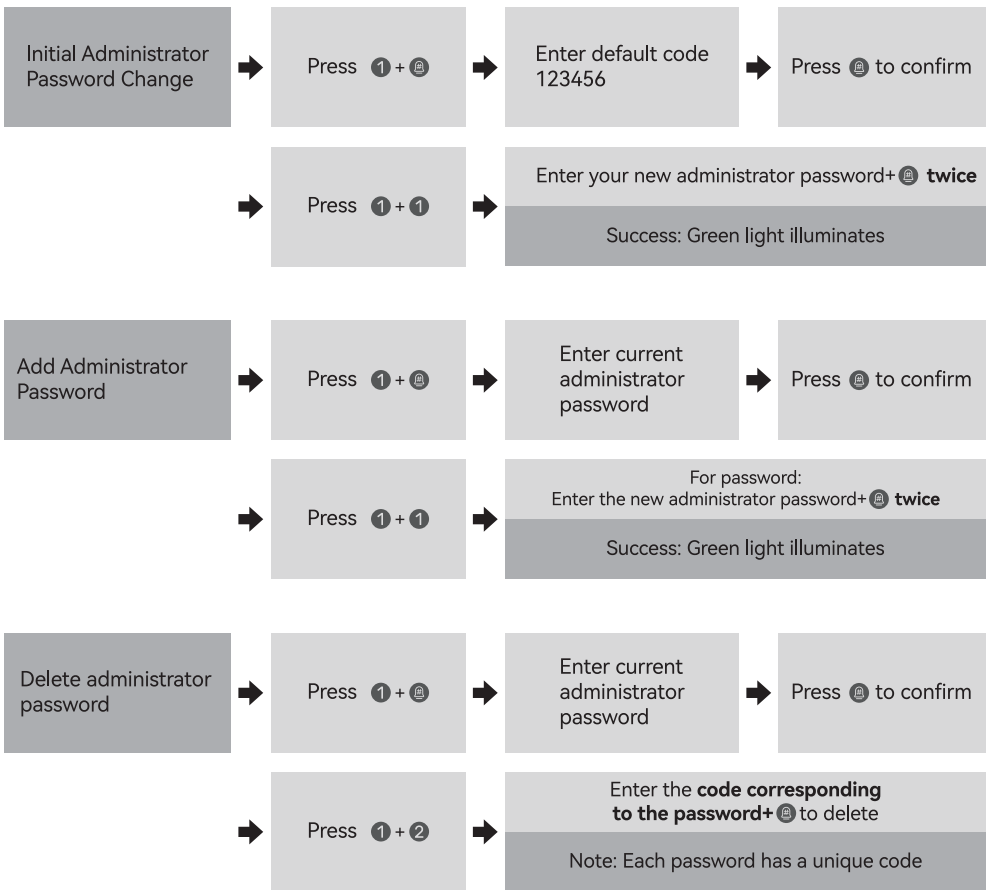 Initial Administrator
Password Change
Press 1 + #
Enter default code
123456
Press # to confirm
Press 1 + 1
Enter your new administrator password+ # twice
Success: Green light illuminates
Add Administrator
Password
Press 1 + #
Enter current
administrator
password
Press # to confirm
Press 1 + 1
For password:
Enter the new administrator password+ # twice
Success: Green light illuminates
Delete administrator
password
Press 1 + #
Enter current
administrator
password
Press # to confirm
Press 1 + 2
Enter the code corresponding
to the password+ # to delete
Note: Each password has a unique code